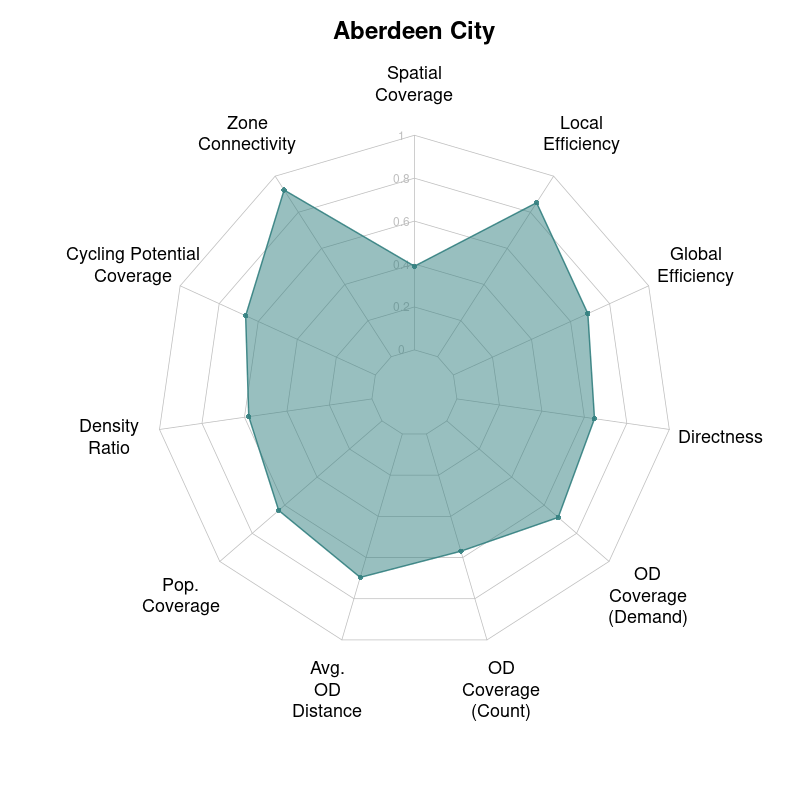 Aberdeen City
Spatial
Coverage
Zone
Connectivity
Local
Efficiency
Cycling Potential
Coverage
Global
Efficiency
1
0.8
0.6
0.4
0.2
0
Density
Ratio
Directness
Pop.
Coverage
OD
Coverage
(Demand)
Avg.
OD
Distance
OD
Coverage
(Count)